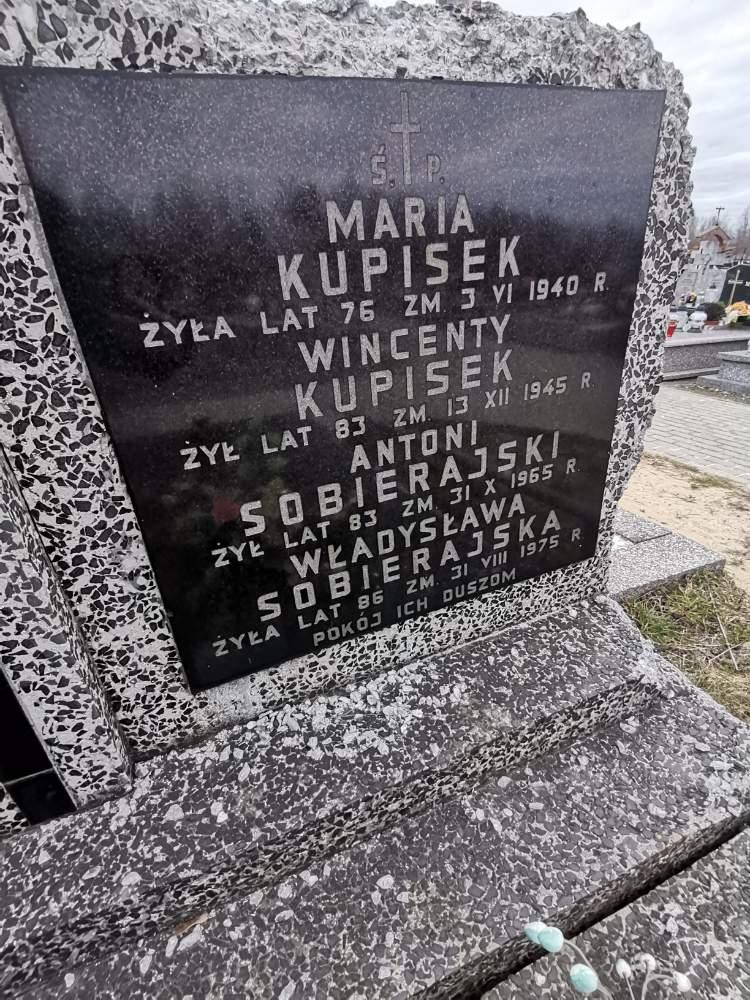 Ś. P.
MARIA
KUPISEK
ŻYŁA LAT 76 ZM. 3 VI 1940 R.
WINCENTY
KUPISEK
ŻYŁ LAT 83 ZM. 13 XII 1945 R.
ANTONI
SOBIERAJSKI
ŻYŁ LAT 83 ZM. 31 X 1965 R.
WŁADYSŁAWA
SOBIERAJSKA
ŻYŁA LAT 86 ZM. 31 VIII 1975 R.
POKÓJ ICH DUSZOM